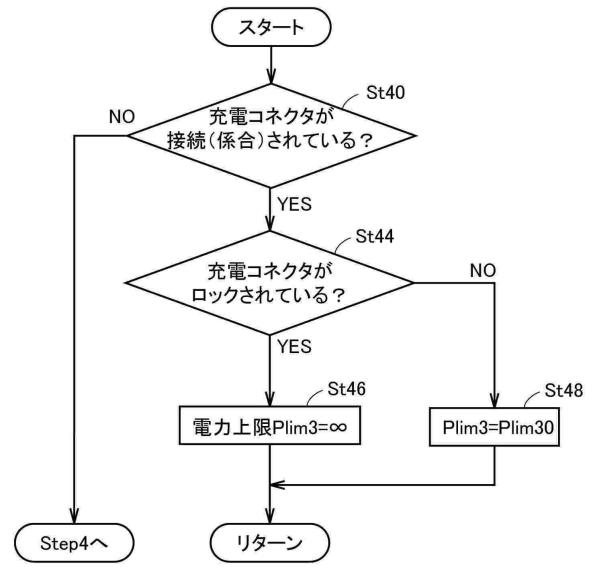 スタート
St40
NO
充電コネクタが
接続(係合)されている?
YES
St44
充電コネクタが
ロックされている?
NO
YES
St46
電力上限Plim3=∞
St48
Plim3=Plim30
Step4へ
リターン